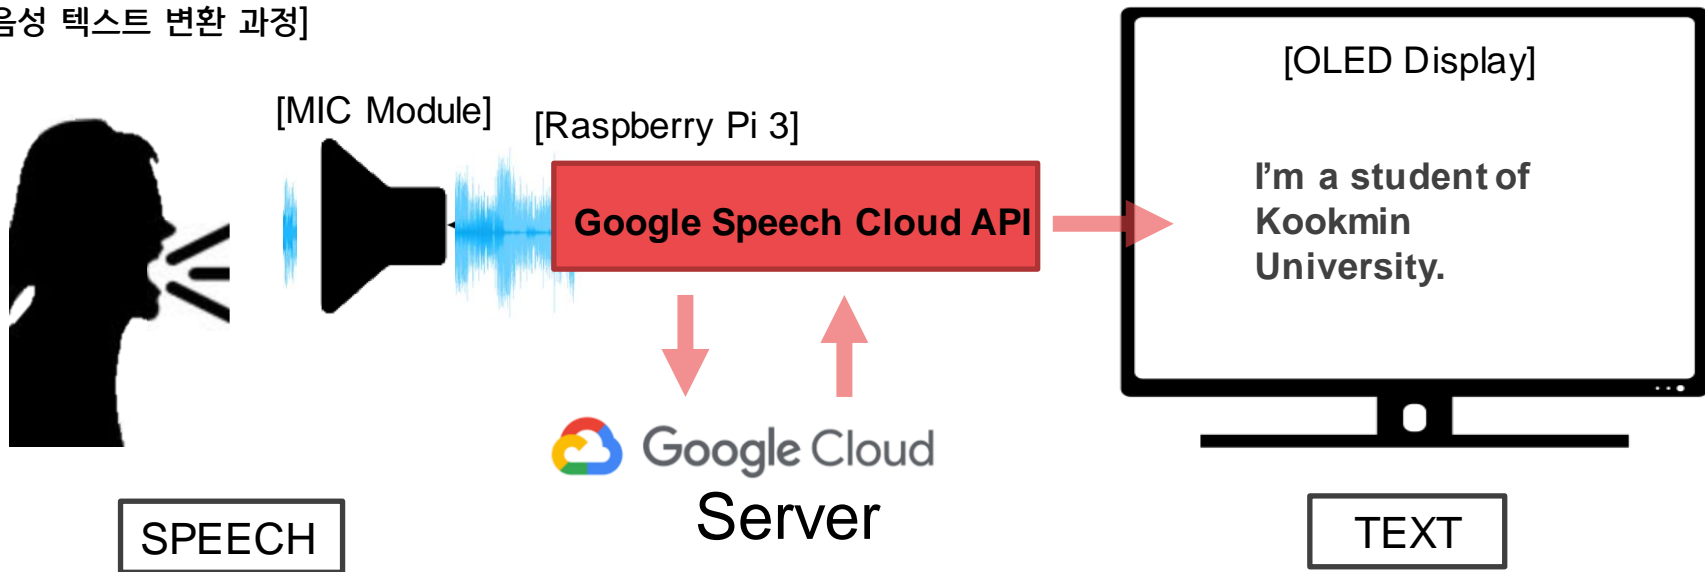 음성 텍스트 변환 과정]
[MIC Module]
[Raspberry Pi 3]
Google Speech Cloud API
[OLED Display]
I'm a student of
Kookmin
University.
Google Cloud
Server
SPEECH
TEXT